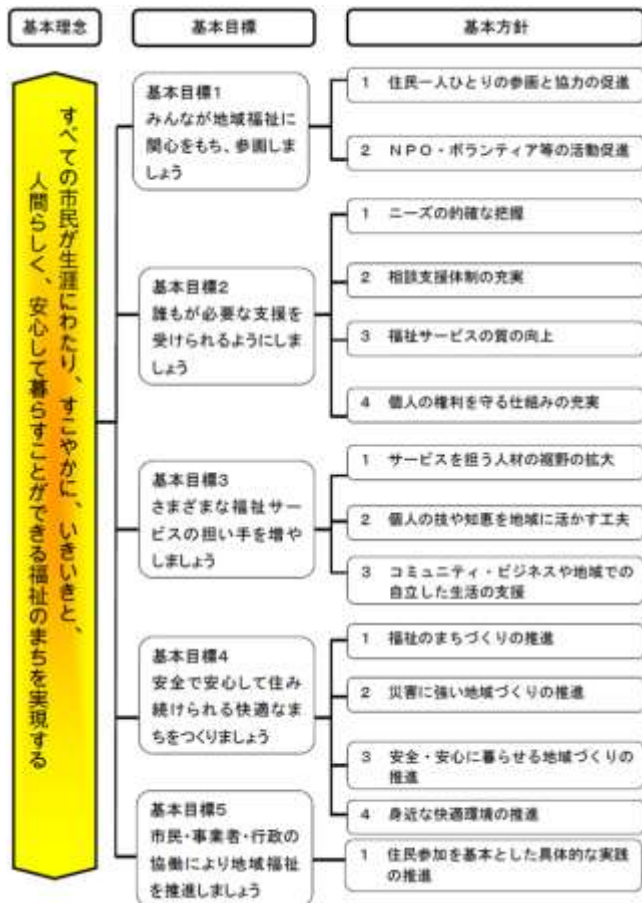 基本理念
基本目標
基本方針
すべての市民が生涯にわたり、すこやかに、いきいきと、
人間らしく、安心して暮らすことができる福祉のまちを実現する
基本目標1
みんなが地域福祉に
関心をもち、参画しま
しょう
1 住民一人ひとりの参画と協力の促進
2 NPO・ボランティア等の活動促進
基本目標2
誰もが必要な支援を
受けられるようにしま
しょう
1 ニーズの的確な把握
2 相談支援体制の充実
3 福祉サービスの質の向上
4 個人の権利を守る仕組みの充実
基本目標3
さまざまな福祉サー
ビスの担い手を増や
しましょう
1 サービスを担う人材の裾野の拡大
2 個人の技や知恵を地域に活かす工夫
3 コミュニティ・ビジネスや地域での
自立した生活の支援
基本目標4
安全で安心して住み
続けられる快適なま
ちをつくりましょう
1 福祉のまちづくりの推進
2 災害に強い地域づくりの推進
3 安全・安心に暮らせる地域づくりの
推進
4 身近な快適環境の推進
基本目標5
市民・事業者・行政の
協働により地域福祉
を推進しましょう
1 住民参加を基本とした具体的な実践
の推進